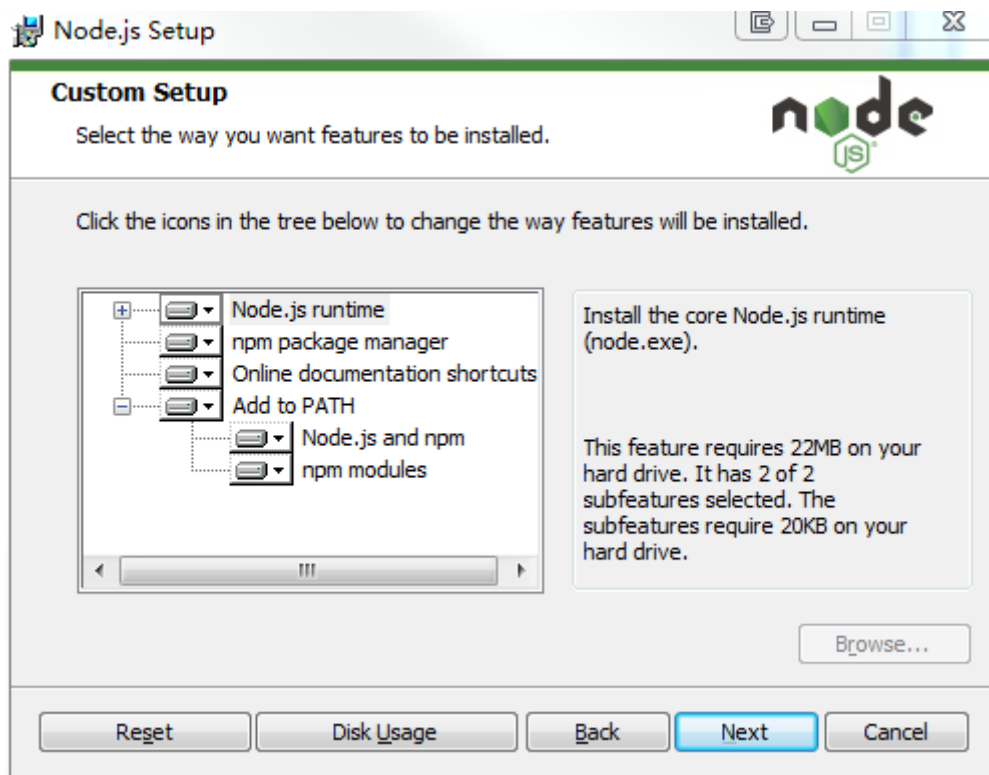 Node.js Setup
Custom Setup
Select the way you want features to be installed.
node
JS
Click the icons in the tree below to change the way features will be installed.
Node.js runtime
npm package manager
Online documentation shortcuts
Add to PATH
Node.js and npm
npm modules
Install the core Node.js runtime
(node.exe).
This feature requires 22MB on your
hard drive. It has 2 of 2
subfeatures selected. The
subfeatures require 20KB on your
hard drive.
Browse...
Reset
Disk Usage
Back
Next
Cancel